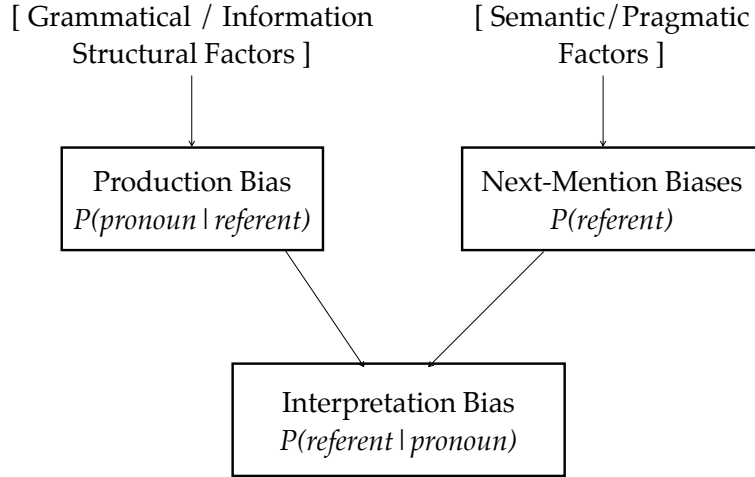 [ Grammatical / Information
Structural Factors ]
[ Semantic/Pragmatic
Factors ]
Production Bias
P(pronoun|referent)
Next-Mention Biases
P(referent)
Interpretation Bias
P(referent|pronoun)